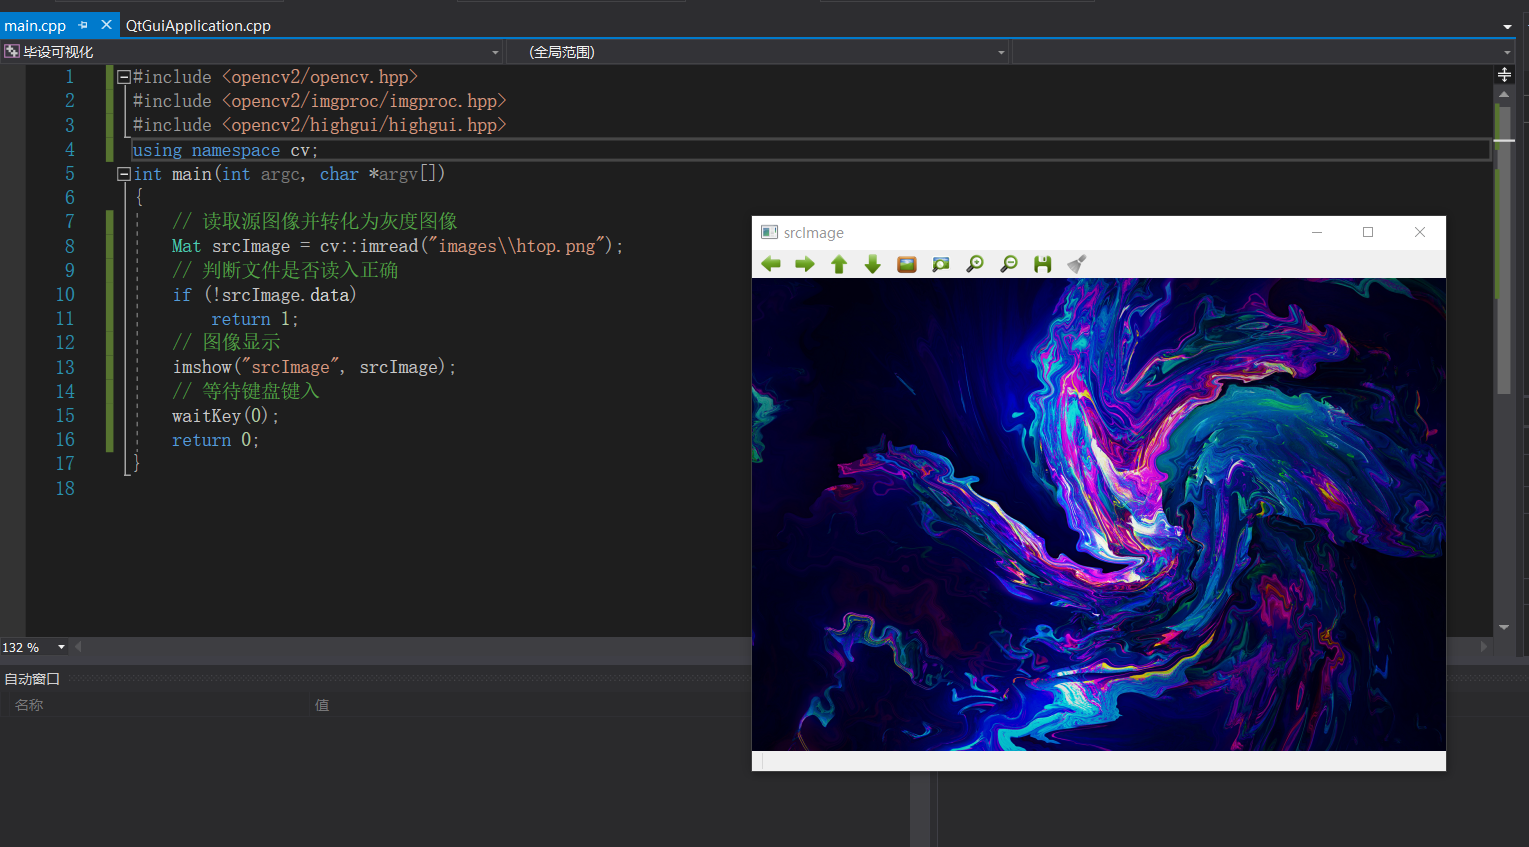 main.cpp QtGuiApplication.cpp
毕设可视化 (全局范围)
1 #include <opencv2/opencv.hpp>
2 #include <opencv2/imgproc/imgproc.hpp>
3 #include <opencv2/highgui/highgui.hpp>
4 using namespace cv;
5 int main(int argc, char *argv[])
6 {
7 // 读取源图像并转化为灰度图像
8 Mat srcImage = cv::imread("images\\htop.png");
9 // 判断文件是否读入正确
10 if (!srcImage.data)
11 return 1;
12 // 图像显示
13 imshow("srcImage", srcImage);
14 // 等待键盘键入
15 waitKey(0);
16 return 0;
17 }
18
srcImage
132 %
自动窗口
名称 值